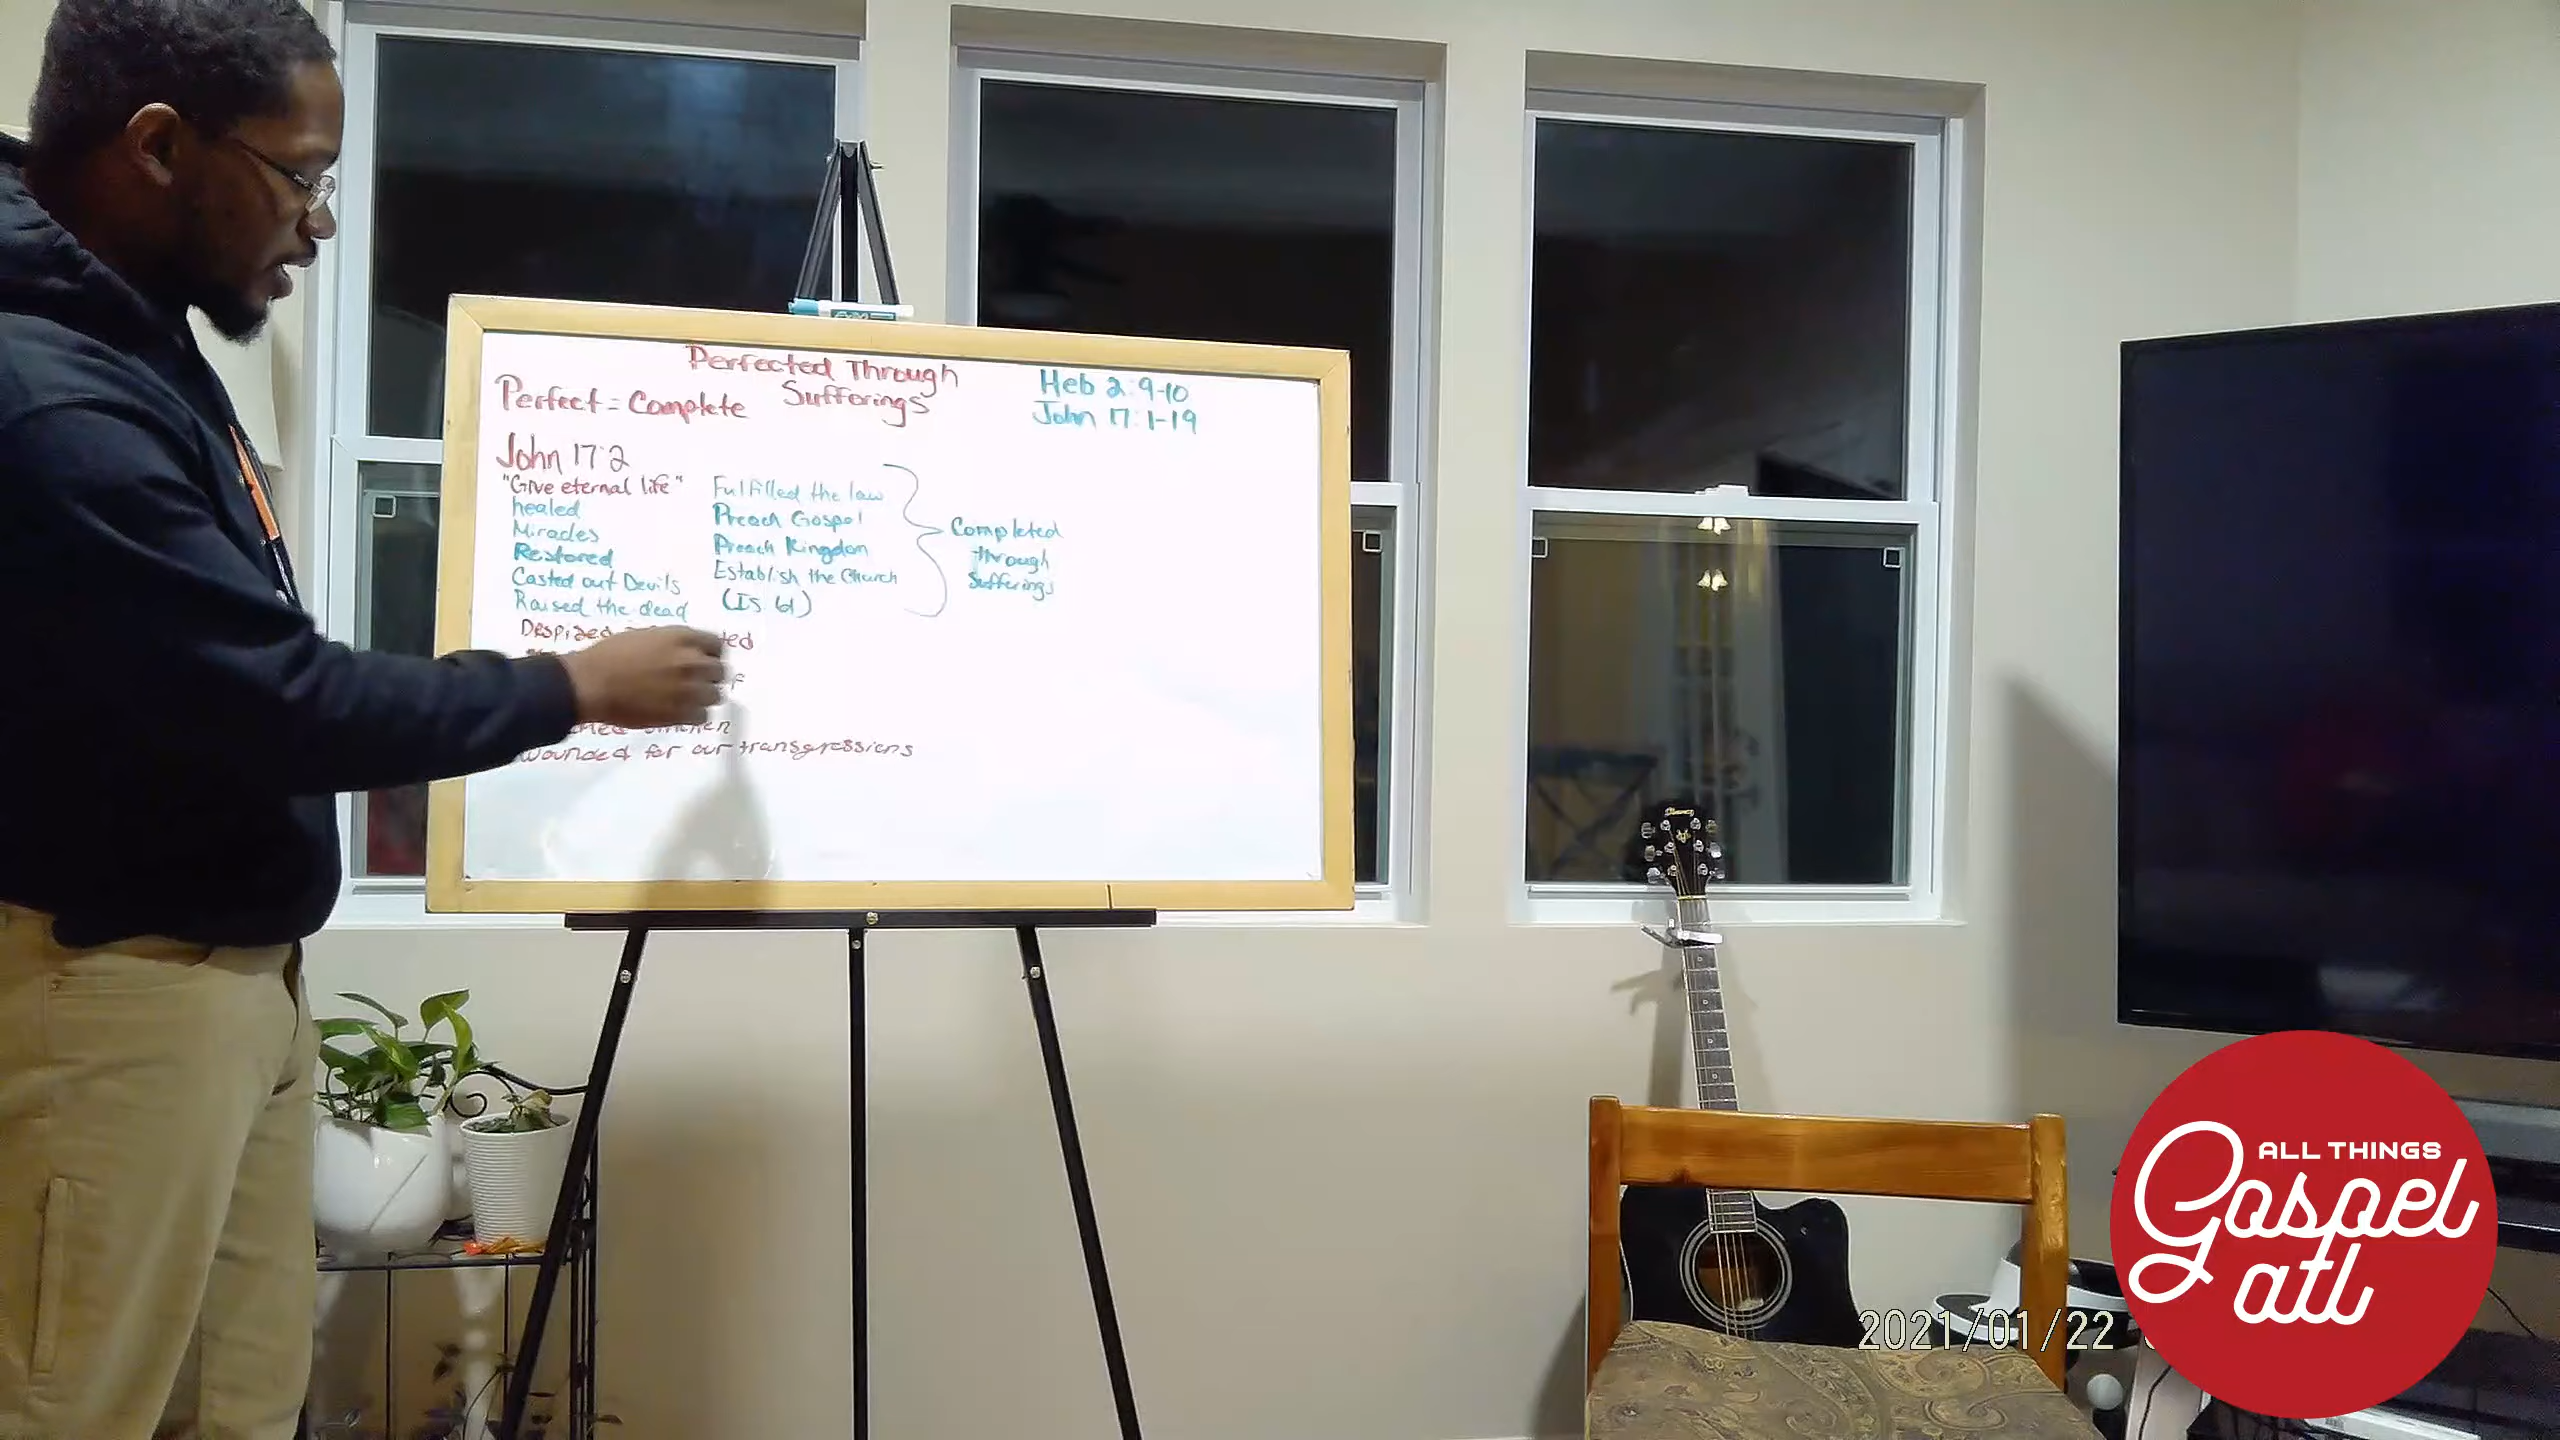 Perfected Through
Sufferings
Perfect = Complete
Heb 2:9-10
John 17:1-19
John 17:2
"Give eternal life"
healed
Miracles
Restored
Casted out Devils
Raised the dead
Fulfilled the law
Preach Gospel
Preach Kingdon
Establish the Church
(Is 61)
Completed
through
Sufferings
wounded for our transgressions
Ibanez
2021/01/22
ALL THINGS
Gospel
atl